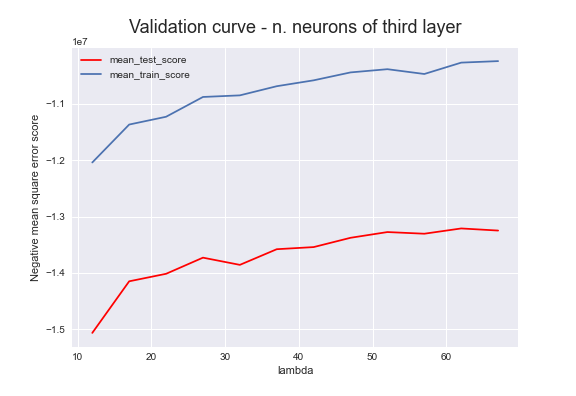 Validation curve - n. neurons of third layer
1e7
mean_test_score
mean_train_score
−1.1
−1.2
−1.3
−1.4
−1.5
Negative mean square error score
10 20 30 40 50 60
lambda